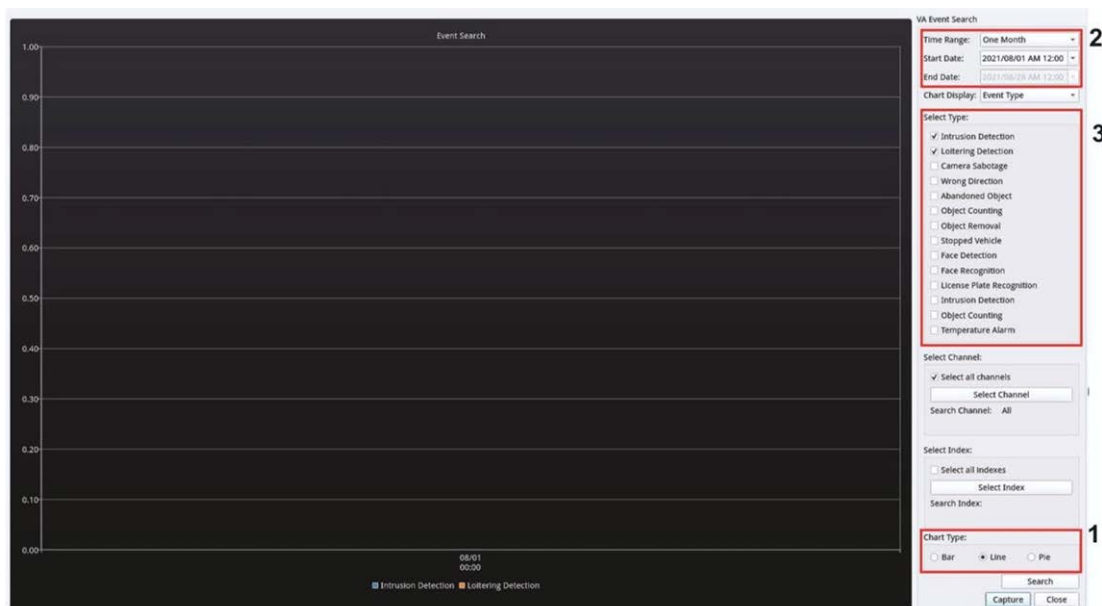 Event Search
1.00
0.90
0.80
0.70
0.60
0.50
0.40
0.30
0.20
0.10
0.00
08/01
00:00
Intrusion Detection Loitering Detection
VA Event Search
Time Range: One Month
2
Start Date: 2021/08/01 AM 12:00
End Date: 2021/08/28 AM 12:00
Chart Display: Event Type
Select Type:
3
Intrusion Detection
Loitering Detection
Camera Sabotage
Wrong Direction
Abandoned Object
Object Counting
Object Removal
Stopped Vehicle
Face Detection
Face Recognition
License Plate Recognition
Intrusion Detection
Object Counting
Temperature Alarm
Select Channel:
Select all channels
Select Channel
Search Channel: All
Select Index:
Select all indexes
Select Index
Search Index:
Chart Type:
1
Bar Line Pie
Search
Capture Close